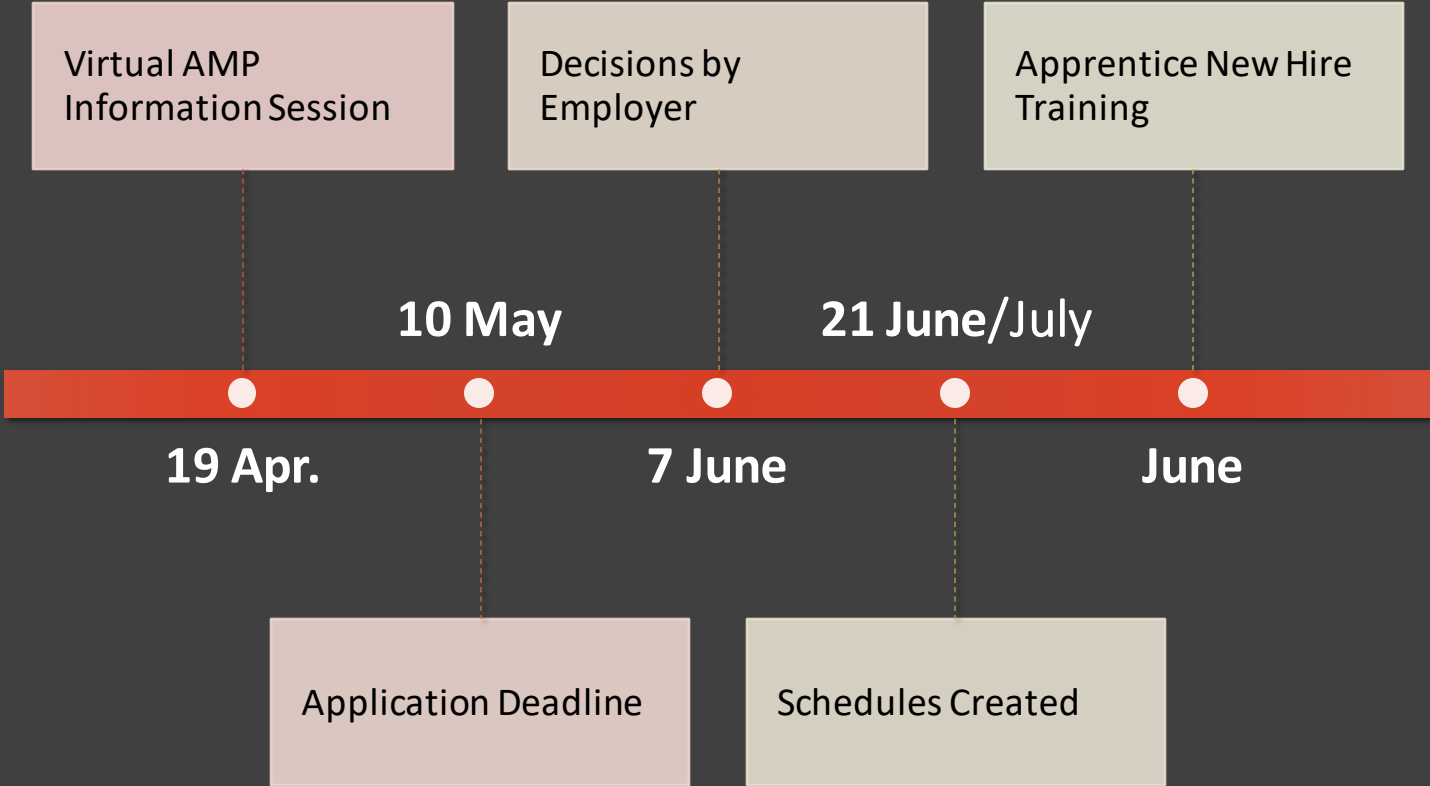 Virtual AMP
Information Session
Decisions by
Employer
Apprentice New Hire
Training
10 May
21 June/July
19 Apr.
7 June
June
Application Deadline
Schedules Created